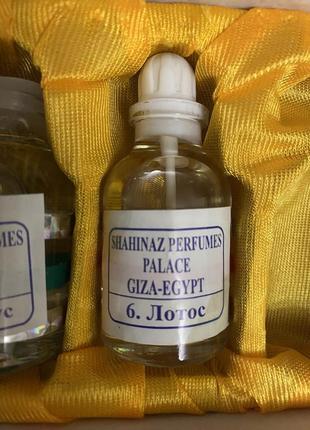 SHAHINAZ PERFUMES
PALACE
GIZA-EGYPT
6. Лотос